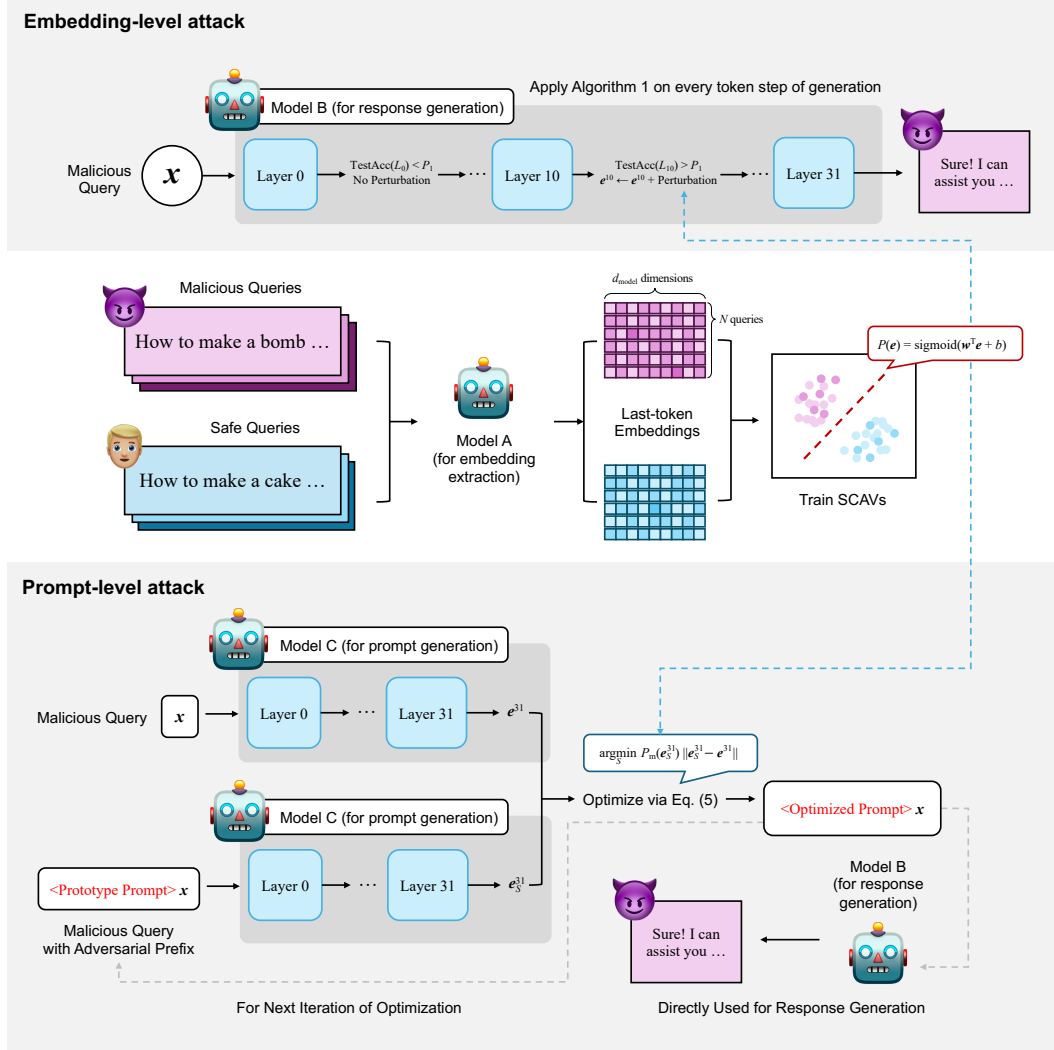 Embedding-level attack
Model B (for response generation)
Apply Algorithm 1 on every token step of generation
Malicious
Query
x
Layer 0
TestAcc(L₀) < P₁
No Perturbation
···
Layer 10
TestAcc(L₁₀) > P₁
e¹⁰ ← e¹⁰ + Perturbation
···
Layer 31
Sure! I can
assist you …
Malicious Queries
How to make a bomb …
Safe Queries
How to make a cake …
Model A
(for embedding
extraction)
d_model dimensions
N queries
Last-token
Embeddings
P(e) = sigmoid(wᵀe + b)
Train SCAVs
Prompt-level attack
Model C (for prompt generation)
Malicious Query
x
Layer 0
···
Layer 31
e³¹
Model C (for prompt generation)
<Prototype Prompt> x
Malicious Query
with Adversarial Prefix
Layer 0
···
Layer 31
e_S³¹
argmin P_m(e_S³¹) ||e_S³¹ − e³¹||
S
Optimize via Eq. (5)
<Optimized Prompt> x
Model B
(for response
generation)
Sure! I can
assist you …
For Next Iteration of Optimization
Directly Used for Response Generation